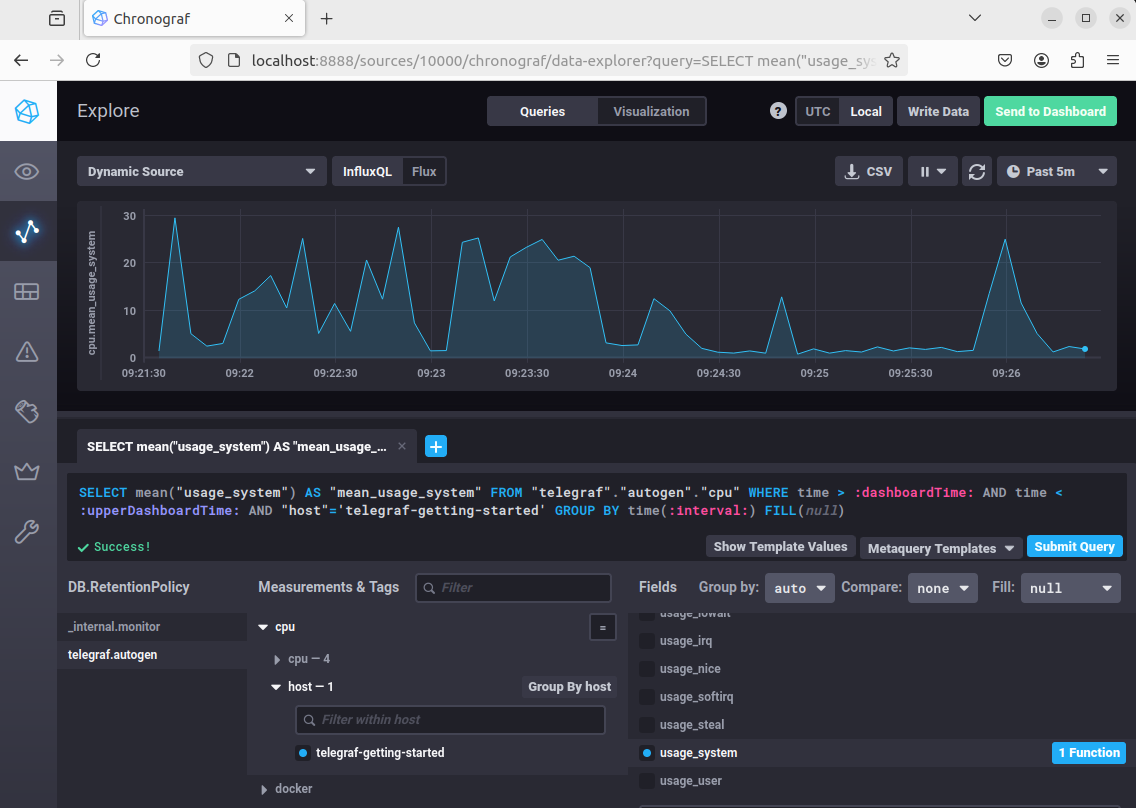 Chronograf
localhost:8888/sources/10000/chronograf/data-explorer?query=SELECT mean("usage_sys
Explore
Queries
Visualization
?
UTC
Local
Write Data
Send to Dashboard
Dynamic Source
InfluxQL
Flux
CSV
Past 5m
cpu.mean_usage_system
30
20
10
0
09:21:30
09:22
09:22:30
09:23
09:23:30
09:24
09:24:30
09:25
09:25:30
09:26
SELECT mean("usage_system") AS "mean_usage_...
SELECT mean("usage_system") AS "mean_usage_system" FROM "telegraf"."autogen"."cpu" WHERE time > :dashboardTime: AND time <
:upperDashboardTime: AND "host"='telegraf-getting-started' GROUP BY time(:interval:) FILL(null)
Success!
Show Template Values
Metaquery Templates
Submit Query
DB.RetentionPolicy
Measurements & Tags
Filter
Fields
Group by:
auto
Compare:
none
Fill:
null
_internal.monitor
telegraf.autogen
cpu
=
cpu — 4
host — 1
Group By host
Filter within host
telegraf-getting-started
docker
usage_iowait
usage_irq
usage_nice
usage_softirq
usage_steal
usage_system
1 Function
usage_user